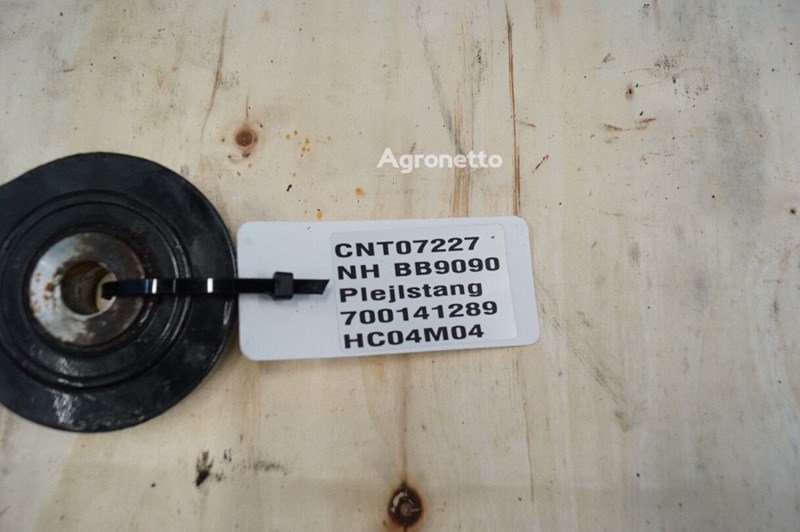 Agronetto
CNT07227
NH BB9090
Plejlstang
700141289
HC04M04